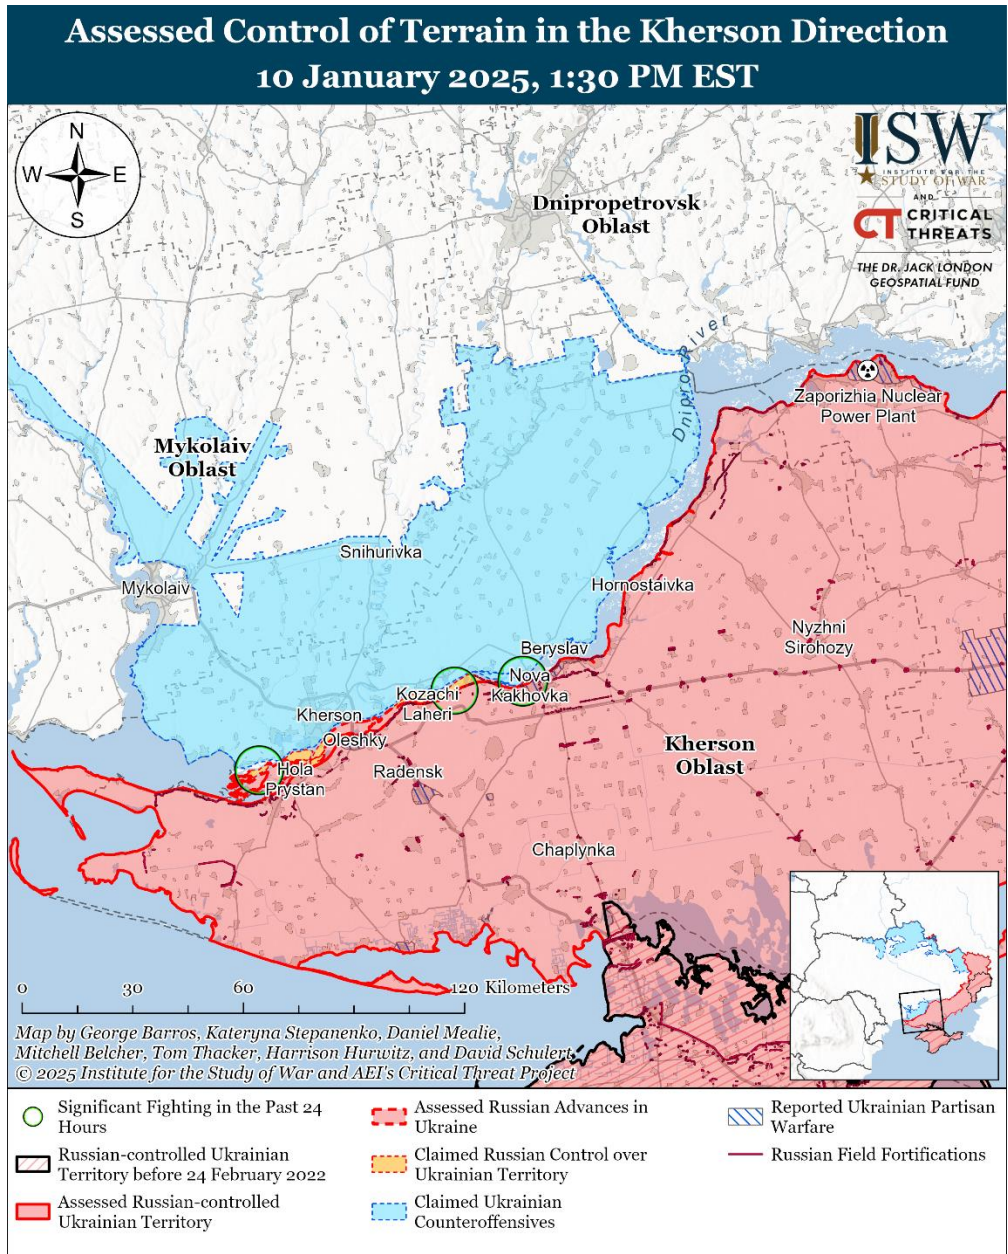 Assessed Control of Terrain in the Kherson Direction
10 January 2025, 1:30 PM EST
N
W
E
S
ISW
INSTITUTE FOR THE
STUDY OF WAR
AND
CT CRITICAL
THREATS
THE DR. JACK LONDON
GEOSPATIAL FUND
Dnipropetrovsk
Oblast
Dnipro River
Zaporizhia Nuclear
Power Plant
Mykolaiv
Oblast
Snihurivka
Mykolaiv
Hornostaivka
Nyzhni
Sirohozy
Beryslav
Nova
Kakhovka
Kozachi
Laheri
Kherson
Oleshky
Kherson
Oblast
Hola
Prystan
Radensk
Chaplynka
0 30 60 120 Kilometers
Map by George Barros, Kateryna Stepanenko, Daniel Mealie,
Mitchell Belcher, Tom Thacker, Harrison Hurwitz, and David Schulert
© 2025 Institute for the Study of War and AEI's Critical Threat Project
Significant Fighting in the Past 24
Hours
Russian-controlled Ukrainian
Territory before 24 February 2022
Assessed Russian-controlled
Ukrainian Territory
Assessed Russian Advances in
Ukraine
Claimed Russian Control over
Ukrainian Territory
Claimed Ukrainian
Counteroffensives
Reported Ukrainian Partisan
Warfare
Russian Field Fortifications